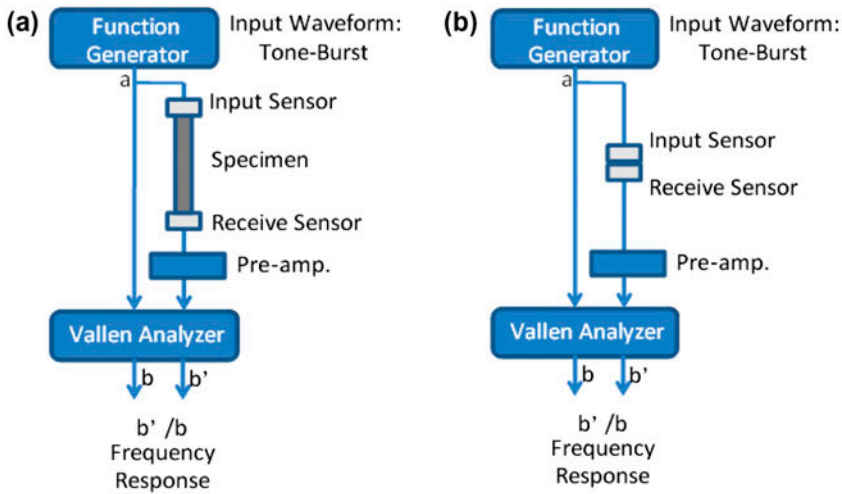 (a)
Function
Generator
Input Waveform:
Tone-Burst
a
Input Sensor
Specimen
Receive Sensor
Pre-amp.
Vallen Analyzer
b
b'
b' /b
Frequency
Response
(b)
Function
Generator
Input Waveform:
Tone-Burst
a
Input Sensor
Receive Sensor
Pre-amp.
Vallen Analyzer
b
b'
b' /b
Frequency
Response